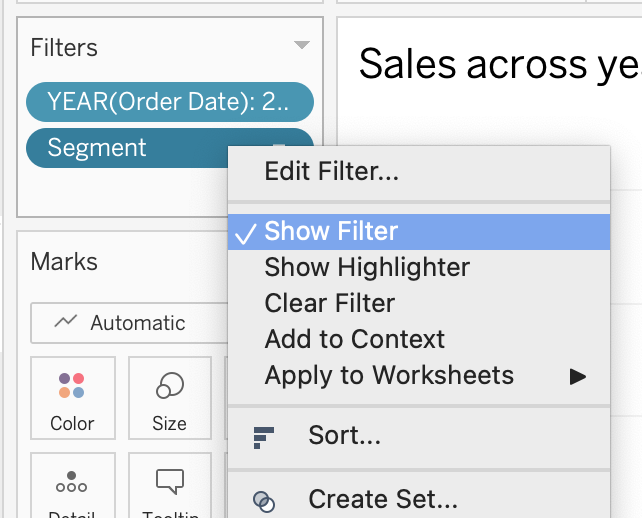 Filters
YEAR(Order Date): 2..
Segment
Sales across
Edit Filter...
Show Filter
Show Highlighter
Clear Filter
Add to Context
Apply to Worksheets
Sort...
Create Set...
Marks
Automatic
Color
Size
Detail
Tooltip